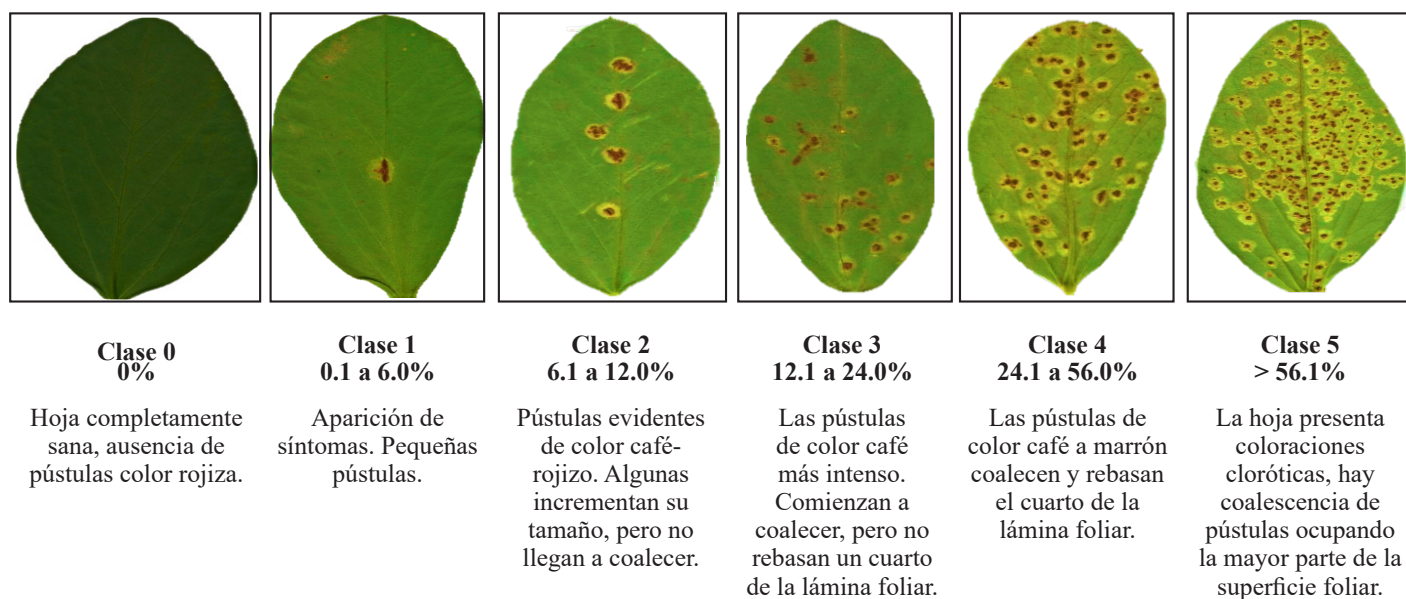 Clase 0
0%
Hoja completamente
sana, ausencia de
pústulas color rojiza.
Clase 1
0.1 a 6.0%
Aparición de
síntomas. Pequeñas
pústulas.
Clase 2
6.1 a 12.0%
Pústulas evidentes
de color café-
rojizo. Algunas
incrementan su
tamaño, pero no
llegan a coalecer.
Clase 3
12.1 a 24.0%
Las pústulas
de color café
más intenso.
Comienzan a
coalecer, pero no
rebasan un cuarto
de la lámina foliar.
Clase 4
24.1 a 56.0%
Las pústulas de
color café a marrón
coalecen y rebasan
el cuarto de la
lámina foliar.
Clase 5
> 56.1%
La hoja presenta
coloraciones
cloróticas, hay
coalescencia de
pústulas ocupando
la mayor parte de la
superficie foliar.